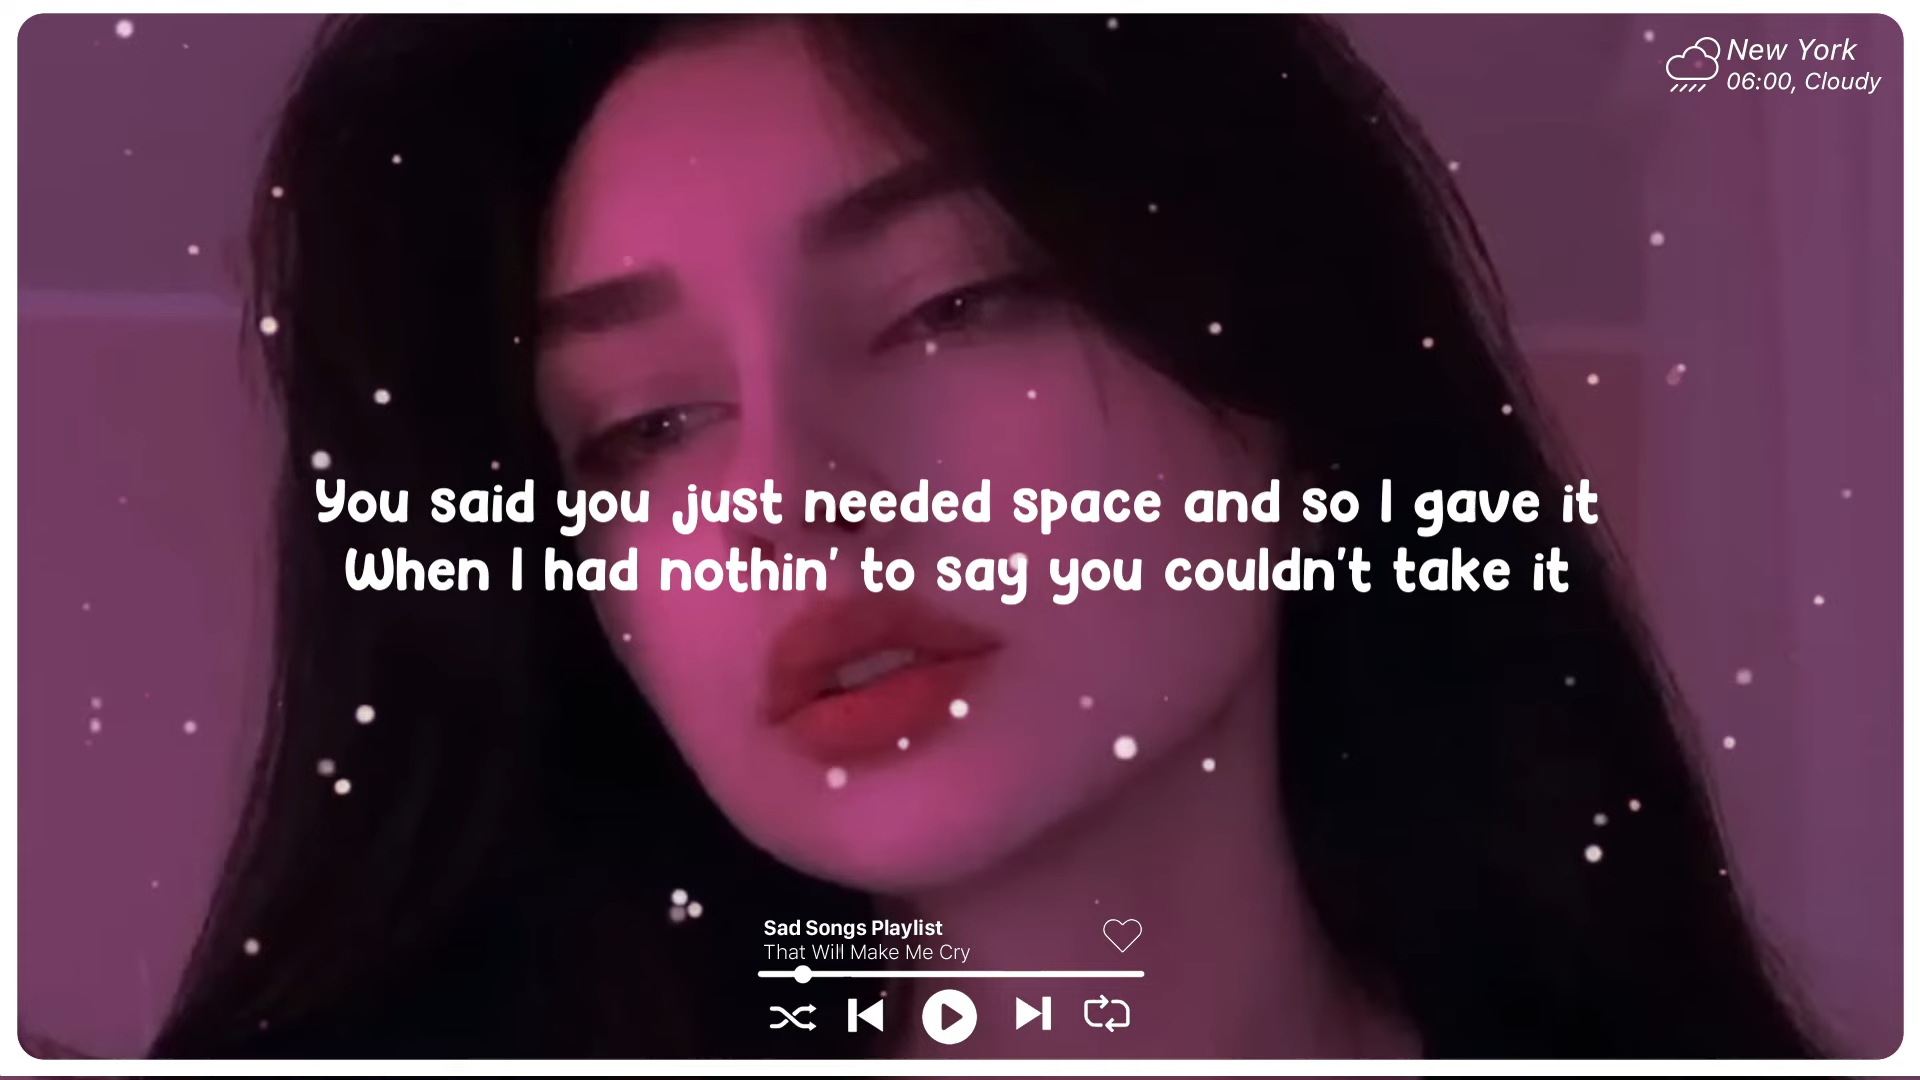 New York
06:00, Cloudy
You said you just needed space and so I gave it
When I had nothin' to say you couldn't take it
Sad Songs Playlist
That Will Make Me Cry